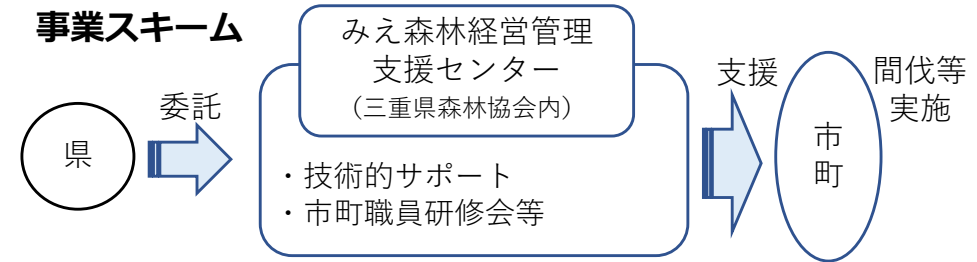 事業スキーム
県
委託
みえ森林経営管理
支援センター
（三重県森林協会内）
・技術的サポート
・市町職員研修会等
支援
市
町
間伐等
実施